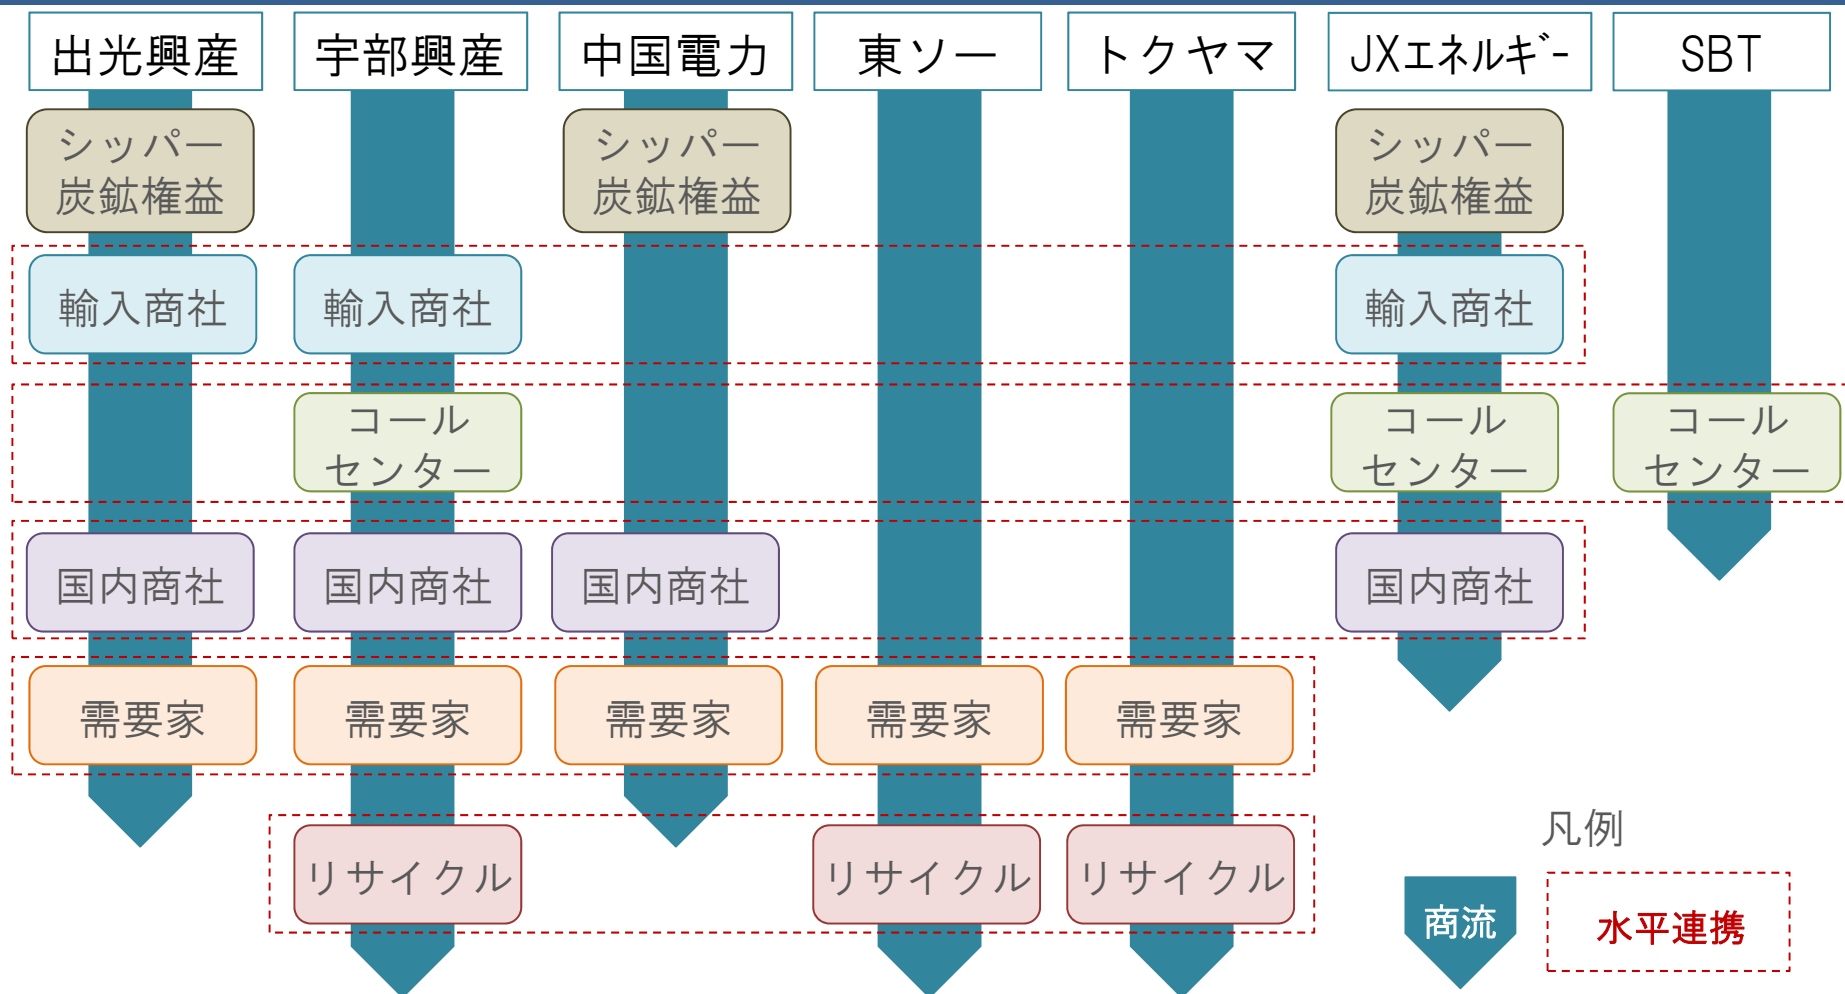 出光興産
宇部興産
中国電力
東ソー
トクヤマ
JXエネルギー
SBT
シッパー
炭鉱権益
シッパー
炭鉱権益
シッパー
炭鉱権益
輸入商社
輸入商社
輸入商社
コール
センター
コール
センター
コール
センター
国内商社
国内商社
国内商社
国内商社
需要家
需要家
需要家
需要家
需要家
リサイクル
リサイクル
リサイクル
凡例
商流
水平連携